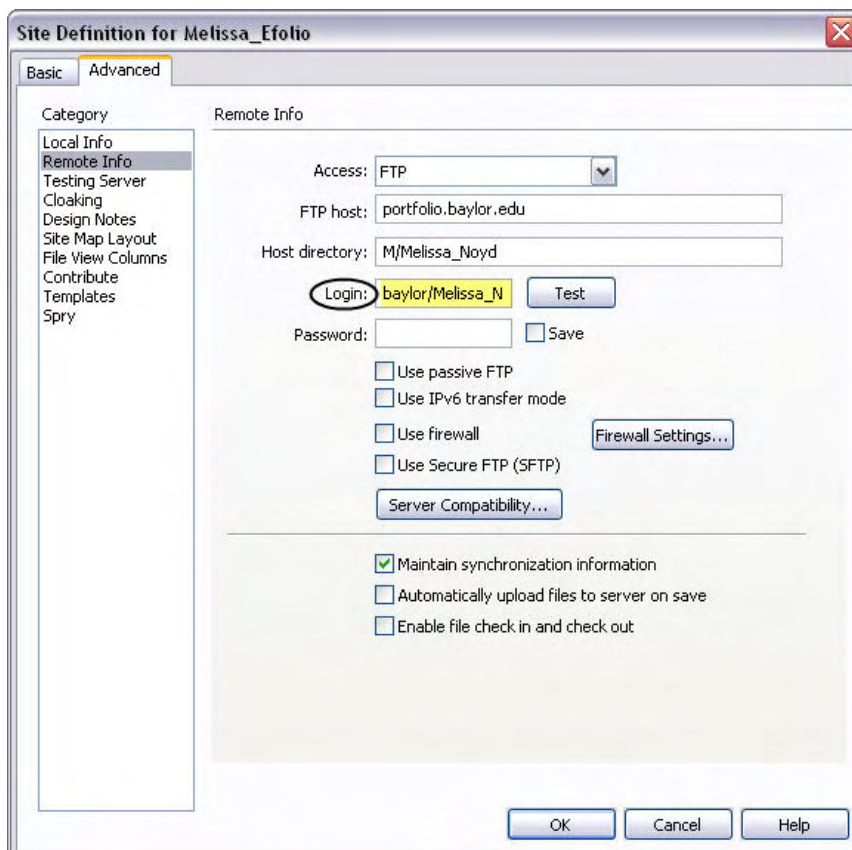 Site Definition for Melissa_Efolio
Basic
Advanced
Category
Local Info
Remote Info
Testing Server
Cloaking
Design Notes
Site Map Layout
File View Columns
Contribute
Templates
Spry
Remote Info
Access: FTP
FTP host: portfolio.baylor.edu
Host directory: M/Melissa_Noyd
Login: baylor/Melissa_N Test
Password: Save
Use passive FTP
Use IPv6 transfer mode
Use firewall Firewall Settings...
Use Secure FTP (SFTP)
Server Compatibility...
Maintain synchronization information
Automatically upload files to server on save
Enable file check in and check out
OK Cancel Help